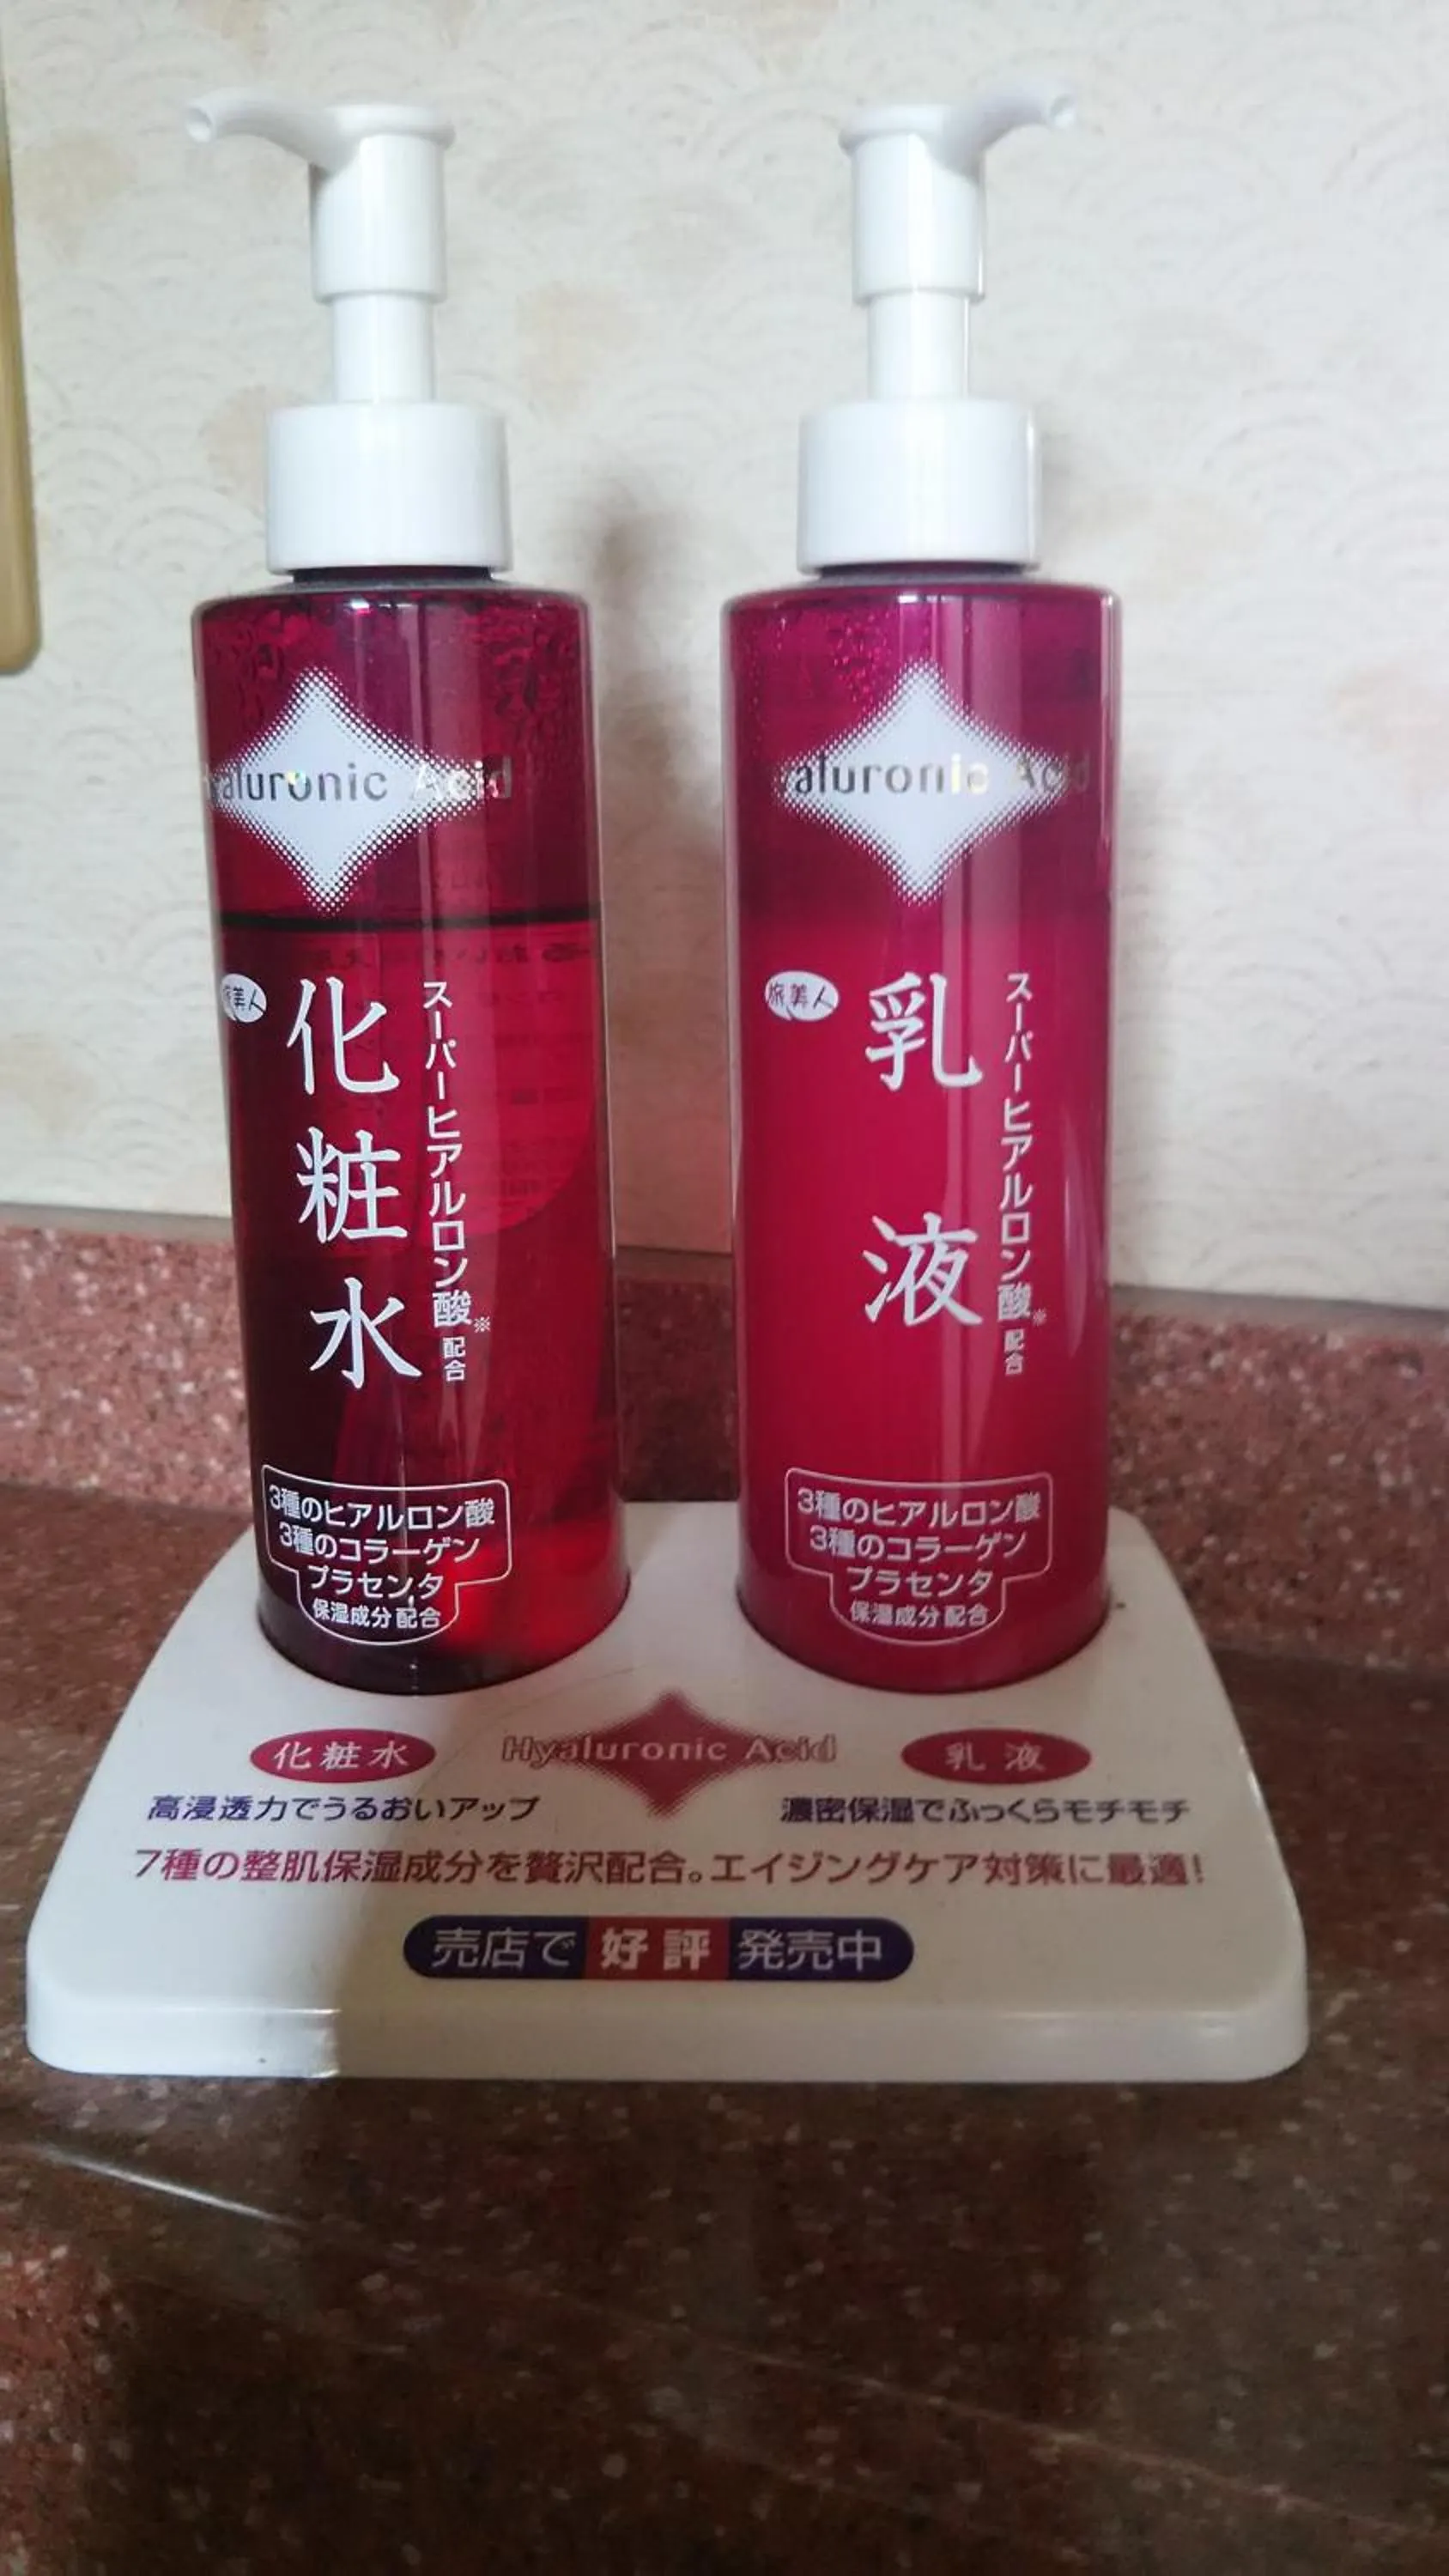 Hyaluronic Acid
旅美人
化粧水
スーパーヒアルロン酸※配合
3種のヒアルロン酸
3種のコラーゲン
プラセンタ
保湿成分配合
aluronic Acid
旅美人
乳液
スーパーヒアルロン酸※配合
3種のヒアルロン酸
3種のコラーゲン
プラセンタ
保湿成分配合
化粧水
Hyaluronic Acid
乳液
高浸透力でうるおいアップ
濃密保湿でふっくらモチモチ
7種の整肌保湿成分を贅沢配合。エイジングケア対策に最適!
売店で好評発売中